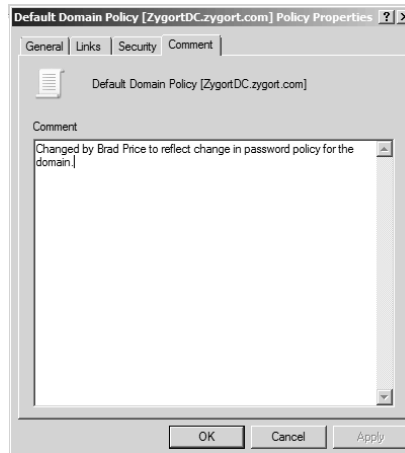 Default Domain Policy [ZygortDC.zygort.com] Policy Properties
General Links Security Comment
Default Domain Policy [ZygortDC.zygort.com]
Comment
Changed by Brad Price to reflect change in password policy for the
domain.
OK Cancel Apply